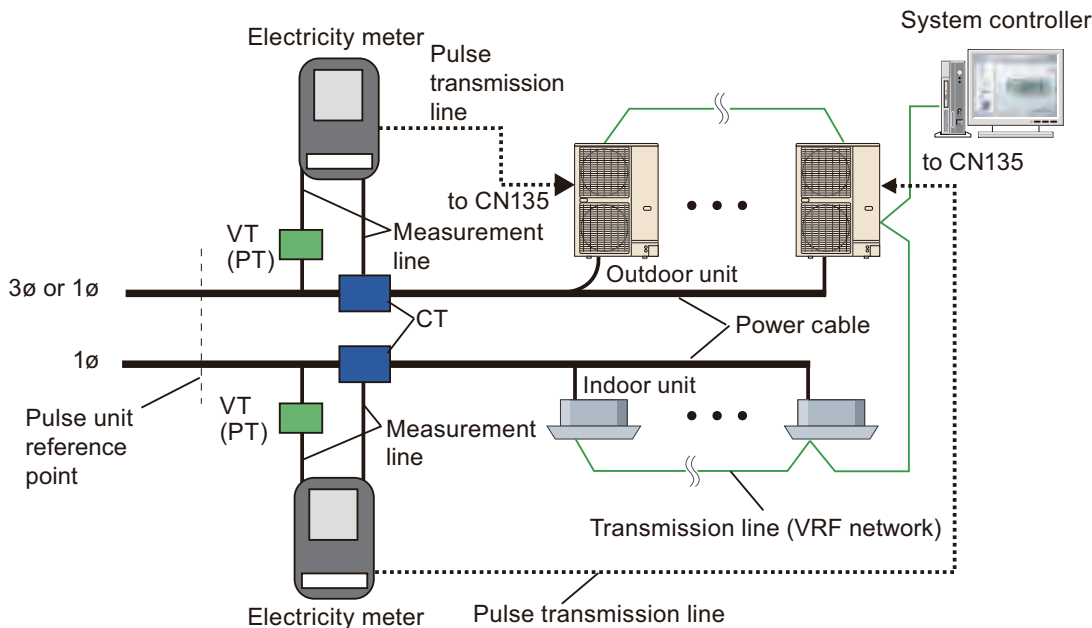 System controller
Electricity meter
Pulse
transmission
line
to CN135
to CN135
VT
(PT)
Measurement
line
Outdoor unit
3ø or 1ø
CT
Power cable
1ø
Indoor unit
Pulse unit
reference
point
VT
(PT)
Measurement
line
Transmission line (VRF network)
Electricity meter
Pulse transmission line